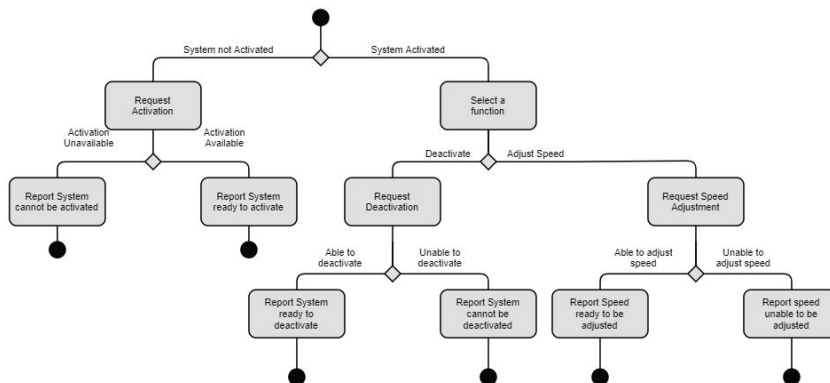 System not Activated
System Activated
Request
Activation
Select a
function
Activation
Unavailable
Activation
Available
Deactivate
Adjust Speed
Report System
cannot be activated
Report System
ready to activate
Request
Deactivation
Request Speed
Adjustment
Able to
deactivate
Unable to
deactivate
Able to adjust
speed
Unable to
adjust speed
Report System
ready to
deactivate
Report System
cannot be
deactivated
Report Speed
ready to be
adjusted
Report speed
unable to be
adjusted